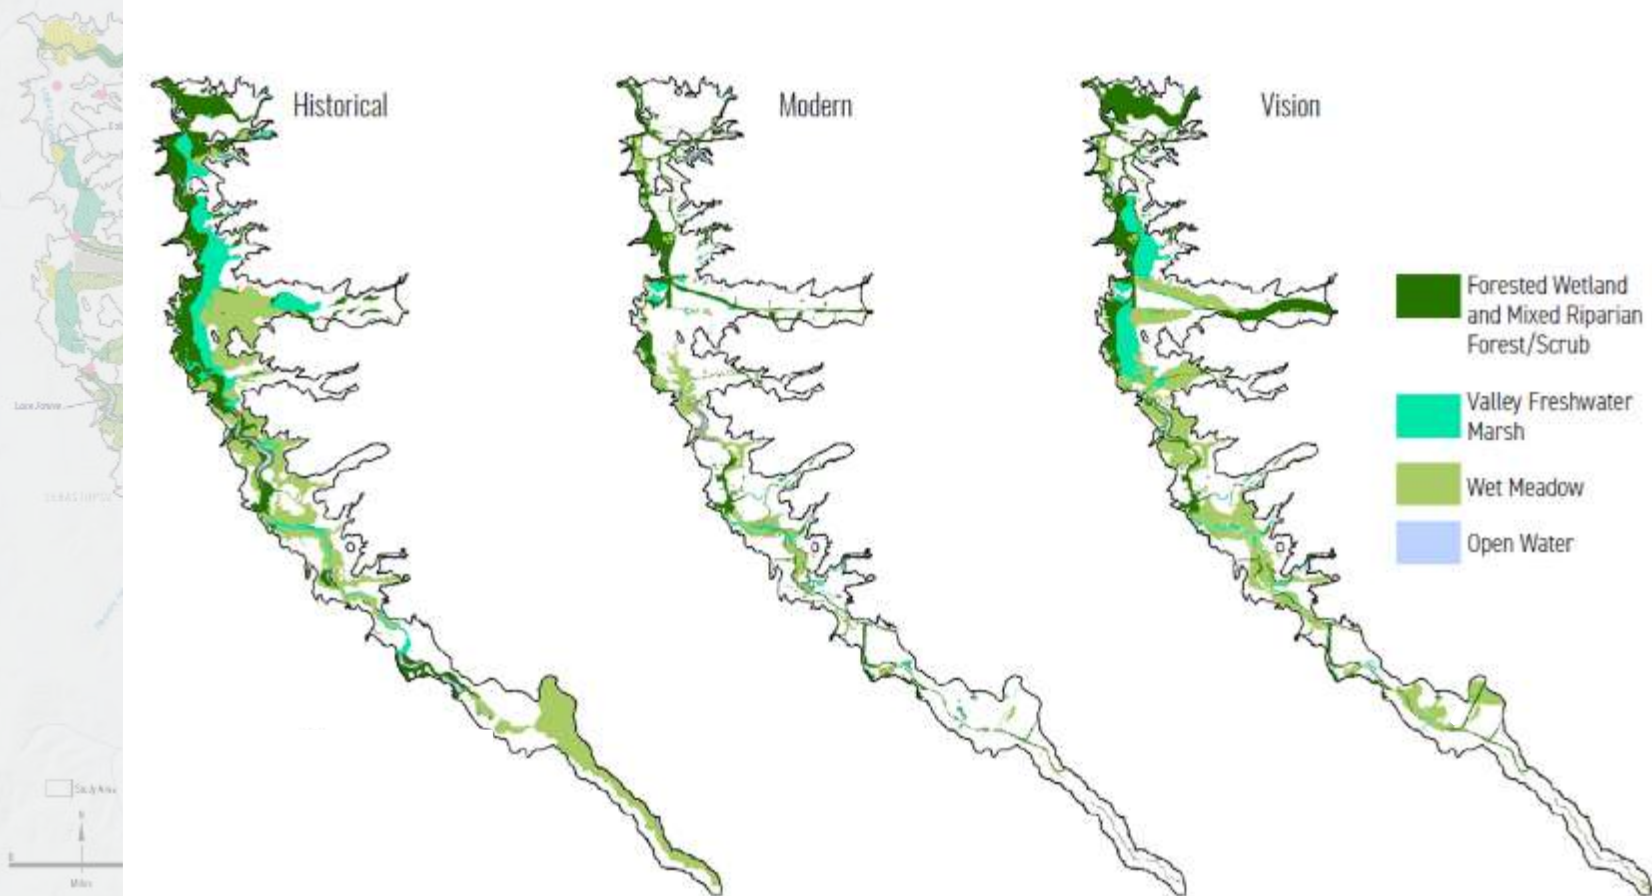 Historical
Modern
Vision
Forested Wetland
and Mixed Riparian
Forest/Scrub
Valley Freshwater
Marsh
Wet Meadow
Open Water
Study Area
N
Miles